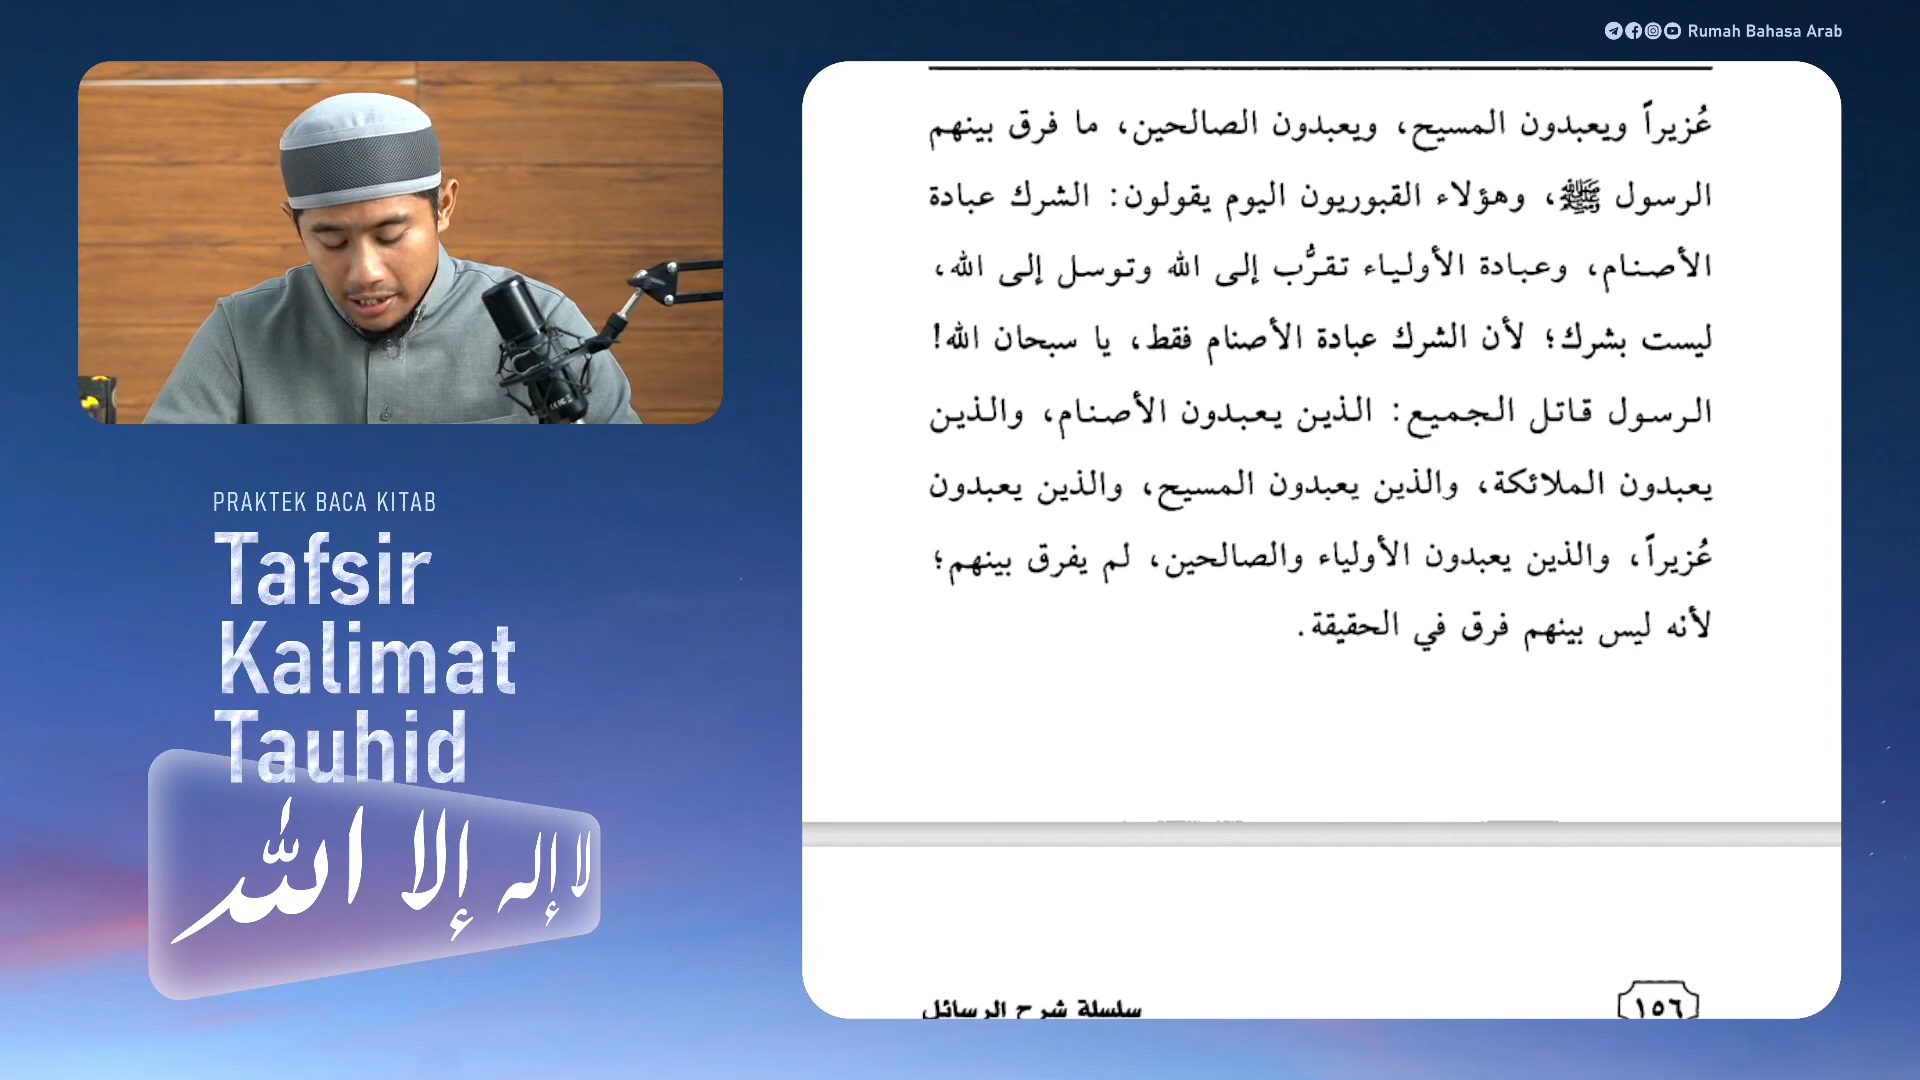 Rumah Bahasa Arab
عُزيراً ويعبدون المسيح، ويعبدون الصالحين، ما فرق بينهم
الرسول ﷺ، وهؤلاء القبوريون اليوم يقولون: الشرك عبادة
الأصنام، وعبادة الأولياء تقرُّب إلى الله وتوسل إلى الله،
ليست بشرك؛ لأن الشرك عبادة الأصنام فقط، يا سبحان الله!
الرسول قاتل الجميع: الذين يعبدون الأصنام، والذين
يعبدون الملائكة، والذين يعبدون المسيح، والذين يعبدون
عُزيراً، والذين يعبدون الأولياء والصالحين، لم يفرق بينهم؛
لأنه ليس بينهم فرق في الحقيقة.
١٥٦
سلسلة شرح الرسائل
PRAKTEK BACA KITAB
Tafsir
Kalimat
Tauhid
لا إله إلا الله